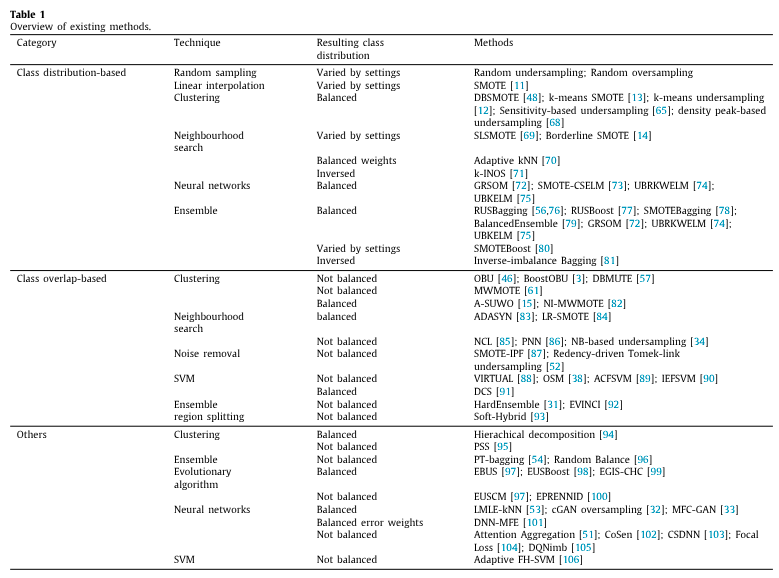 Table 1
Overview of existing methods.
Category Technique Resulting class Methods
distribution
Class distribution-based Random sampling Varied by settings Random undersampling; Random oversampling
Linear interpolation Varied by settings SMOTE [11]
Clustering Balanced DBSMOTE [48]; k-means SMOTE [13]; k-means undersampling
[12]; Sensitivity-based undersampling [65]; density peak-based
undersampling [68]
Neighbourhood Varied by settings SLSMOTE [69]; Borderline SMOTE [14]
search
Balanced weights Adaptive kNN [70]
Inversed k-INOS [71]
Neural networks Balanced GRSOM [72]; SMOTE-CSELM [73]; UBRKWELM [74];
UBKELM [75]
Ensemble Balanced RUSBagging [56,76]; RUSBoost [77]; SMOTEBagging [78];
BalancedEnsemble [79]; GRSOM [72]; UBRKWELM [74];
UBKELM [75]
Varied by settings SMOTEBoost [80]
Inversed Inverse-imbalance Bagging [81]
Class overlap-based Clustering Not balanced OBU [46]; BoostOBU [3]; DBMUTE [57]
Not balanced MWMOTE [61]
Balanced A-SUWO [15]; NI-MWMOTE [82]
Neighbourhood balanced ADASYN [83]; LR-SMOTE [84]
search
Not balanced NCL [85]; PNN [86]; NB-based undersampling [34]
Noise removal Not balanced SMOTE-IPF [87]; Redency-driven Tomek-link
undersampling [52]
SVM Not balanced VIRTUAL [88]; OSM [38]; ACFSVM [89]; IEFSVM [90]
Balanced DCS [91]
Ensemble Not balanced HardEnsemble [31]; EVINCI [92]
region splitting Not balanced Soft-Hybrid [93]
Others Clustering Balanced Hierachical decomposition [94]
Not balanced PSS [95]
Ensemble Not balanced PT-bagging [54]; Random Balance [96]
Evolutionary Balanced EBUS [97]; EUSBoost [98]; EGIS-CHC [99]
algorithm
Not balanced EUSCM [97]; EPRENNID [100]
Neural networks Balanced LMLE-kNN [53]; cGAN oversampling [32]; MFC-GAN [33]
Balanced error weights DNN-MFE [101]
Not balanced Attention Aggregation [51]; CoSen [102]; CSDNN [103]; Focal
Loss [104]; DQNimb [105]
SVM Not balanced Adaptive FH-SVM [106]